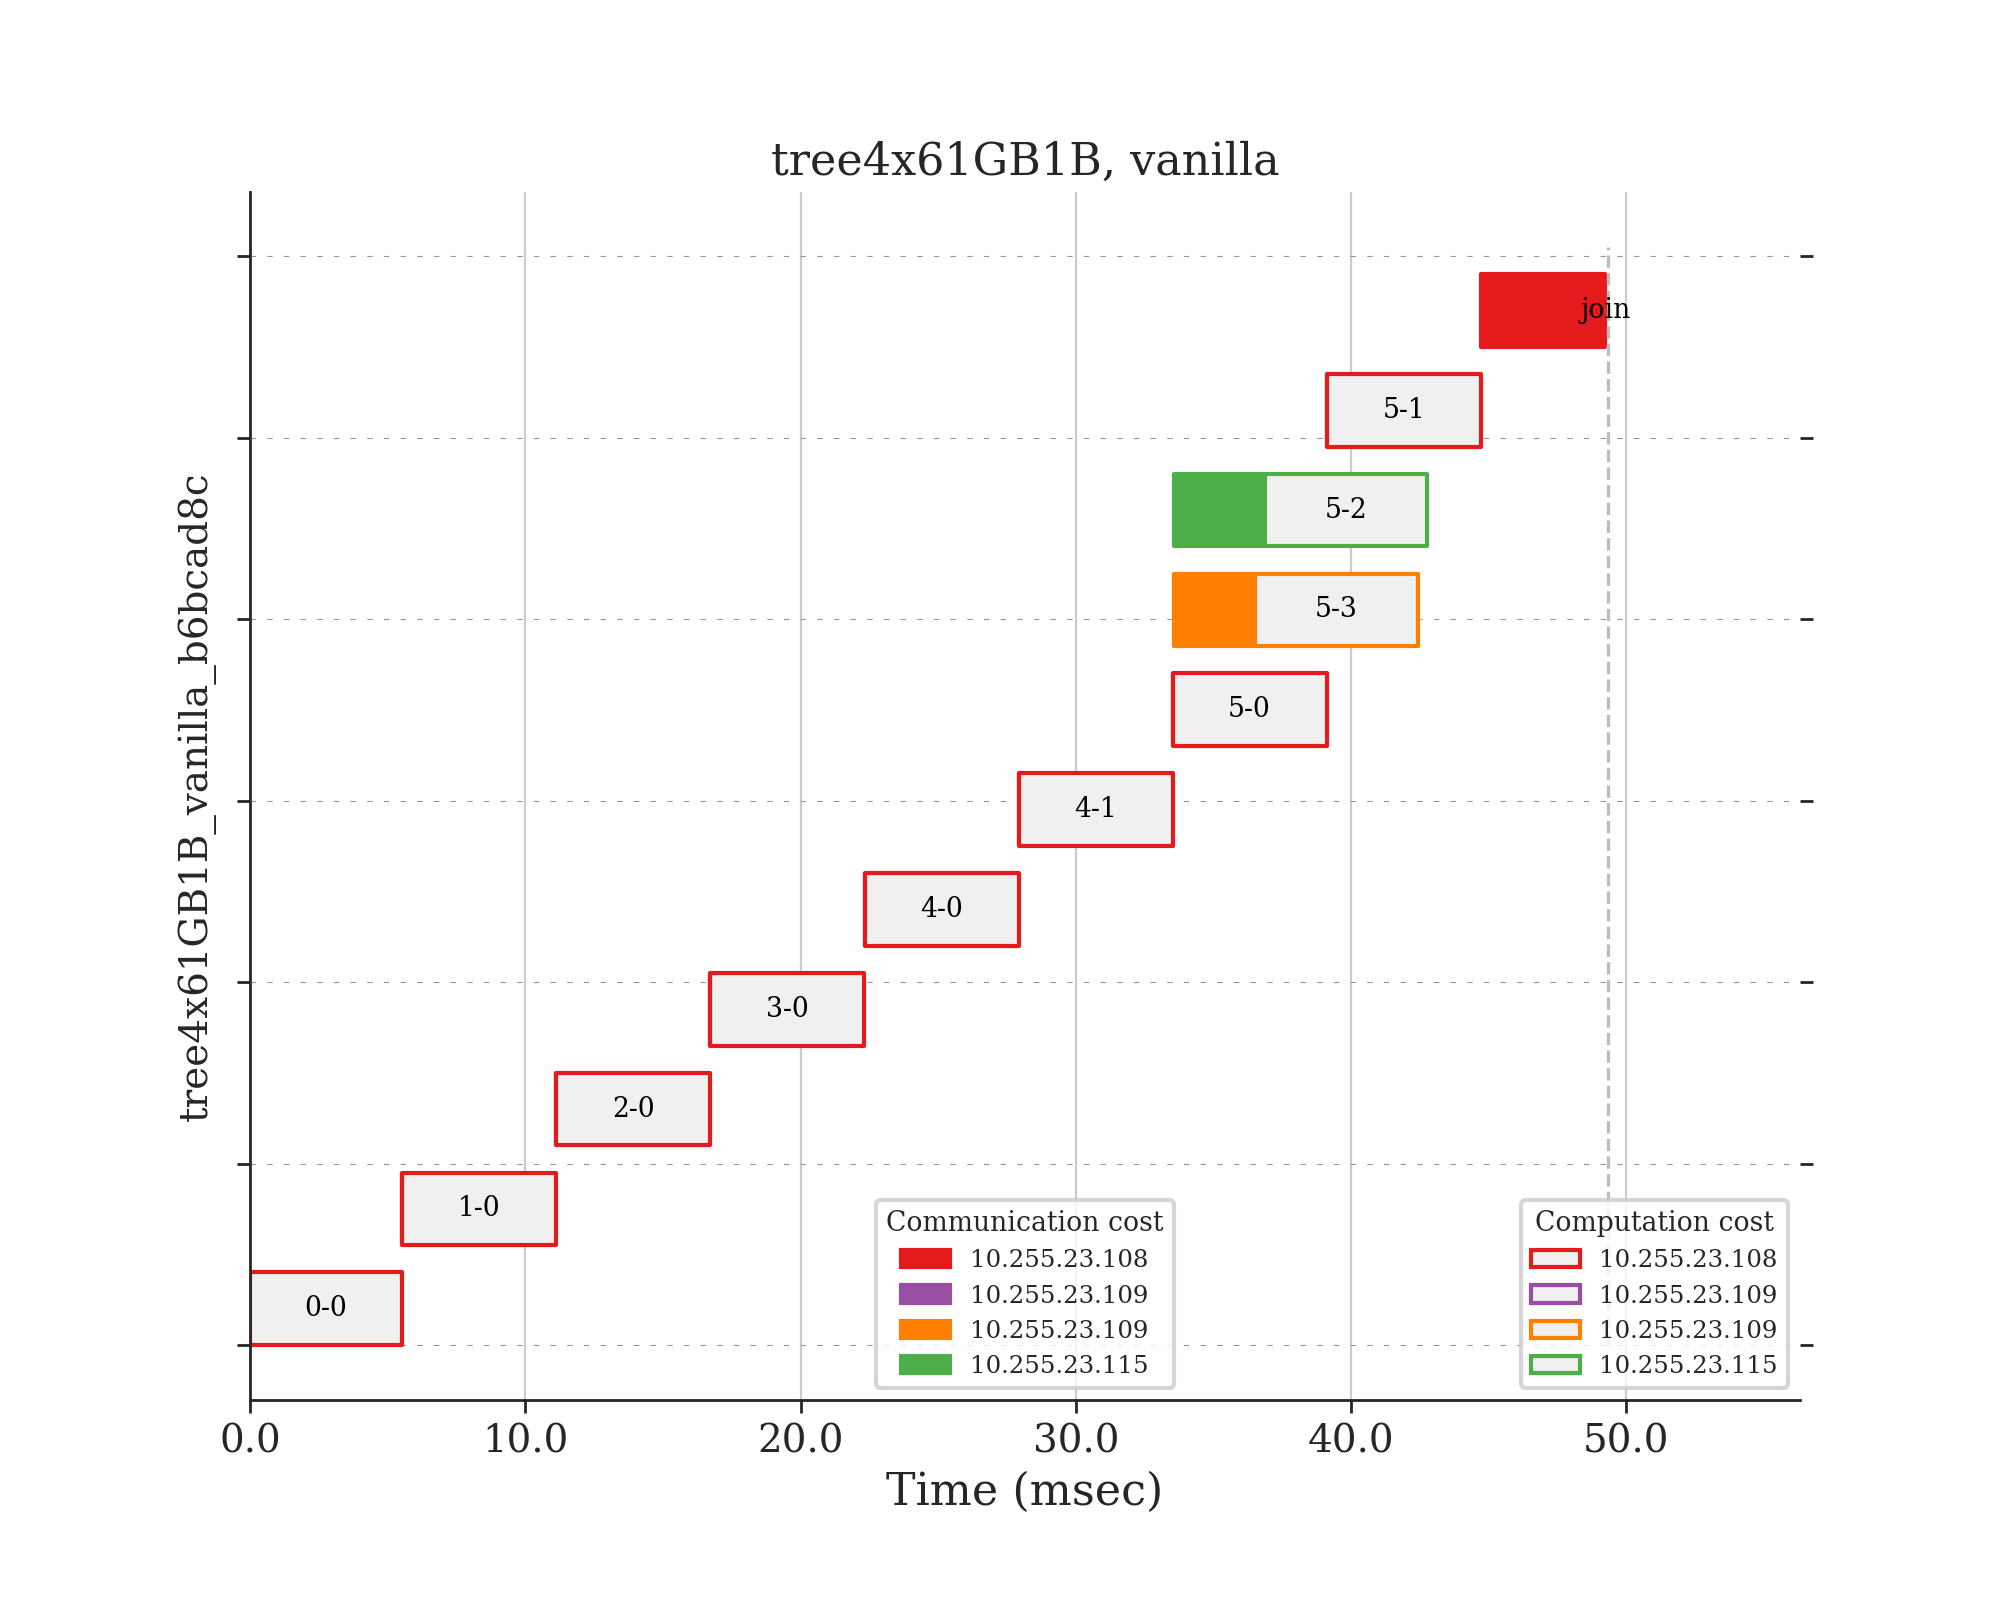 tree4x61GB1B, vanilla
tree4x61GB1B_vanilla_b6bcad8c
join
5-1
5-2
5-3
5-0
4-1
4-0
3-0
2-0
1-0
0-0
Communication cost
10.255.23.108
10.255.23.109
10.255.23.109
10.255.23.115
Computation cost
10.255.23.108
10.255.23.109
10.255.23.109
10.255.23.115
0.0 10.0 20.0 30.0 40.0 50.0
Time (msec)